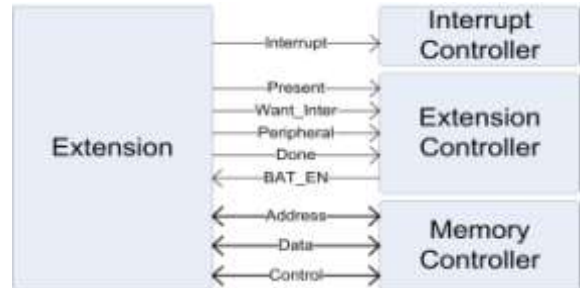 Interrupt
Interrupt
Controller
Present
Want_Inter
Peripheral
Done
BAT_EN
Extension
Extension
Controller
Address
Data
Control
Memory
Controller